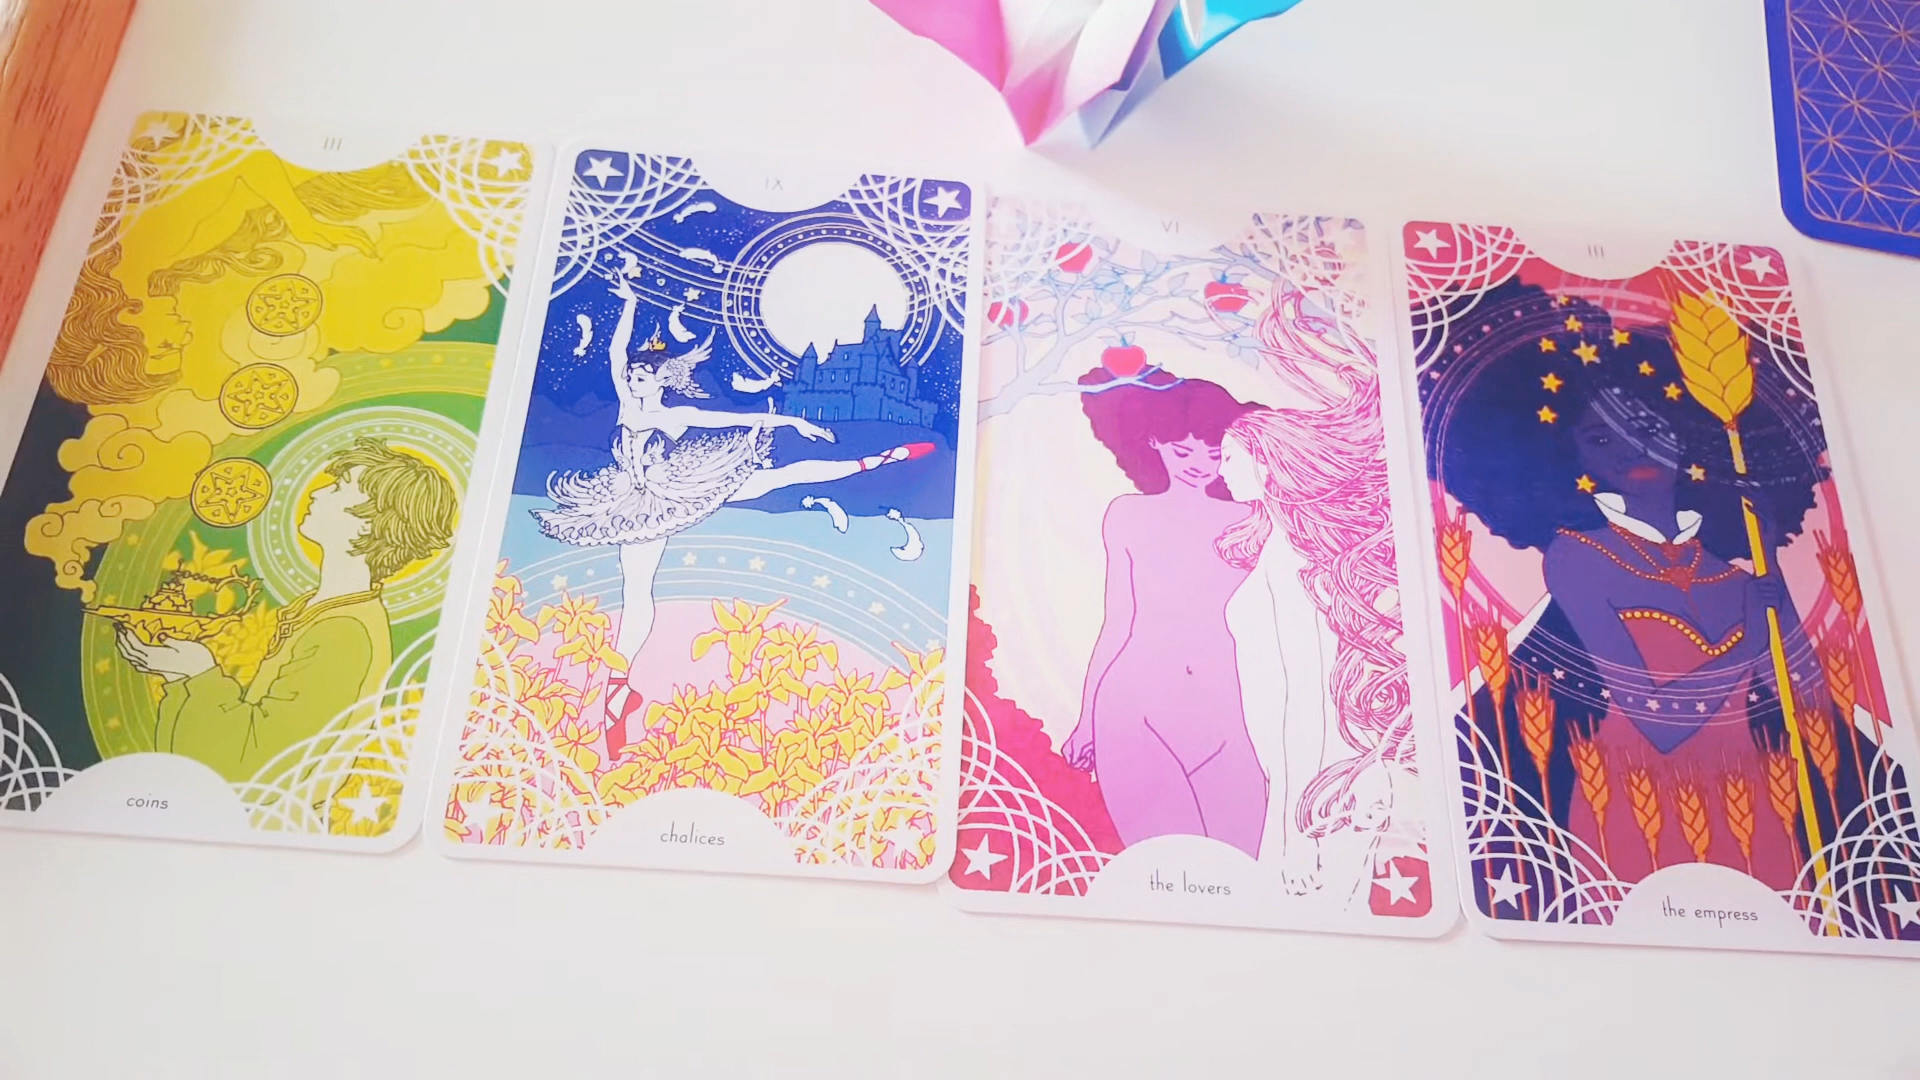 III
IX
VI
III
coins
chalices
the lovers
the empress